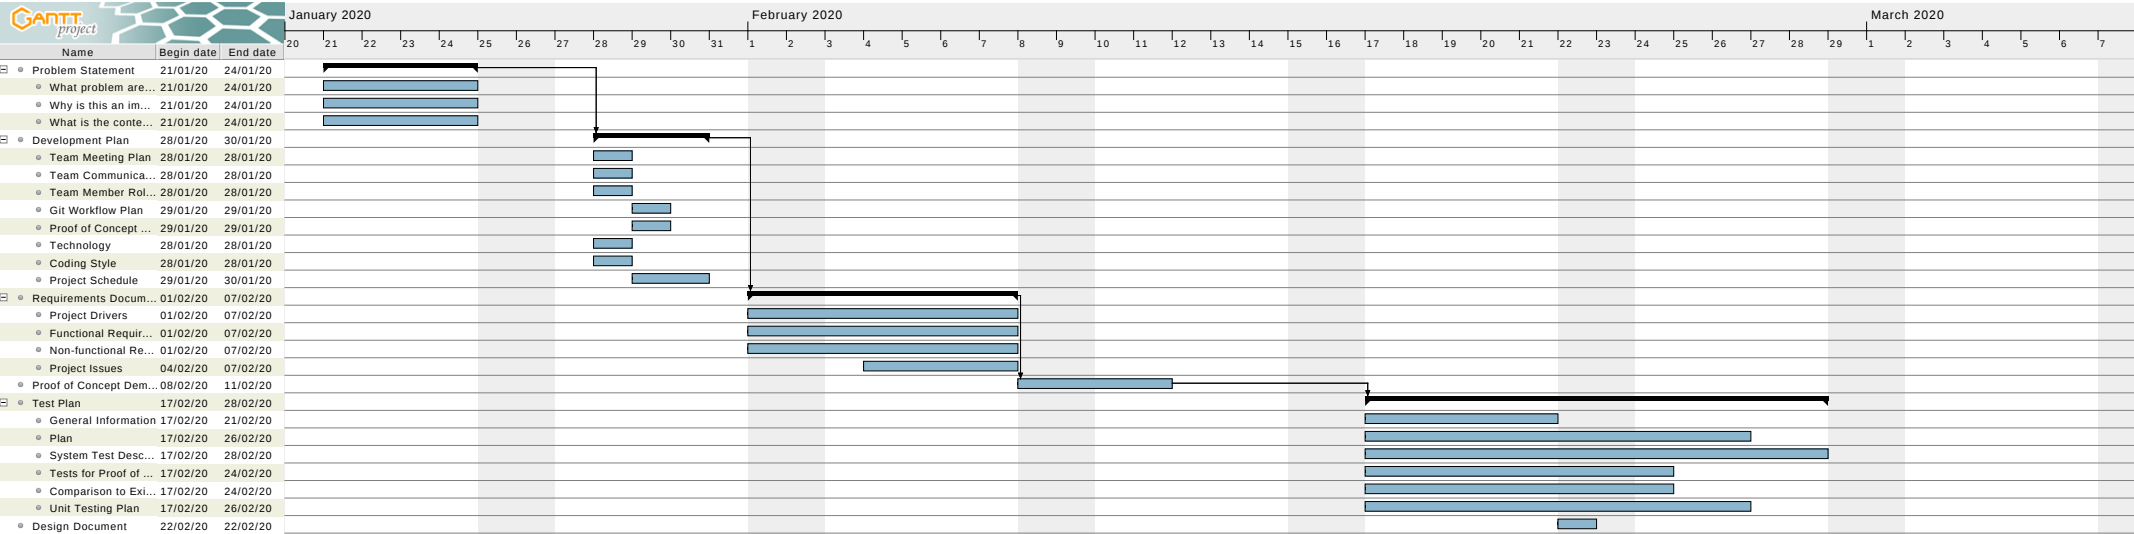 GANTT project
January 2020 February 2020 March 2020
20 21 22 23 24 25 26 27 28 29 30 31 1 2 3 4 5 6 7 8 9 10 11 12 13 14 15 16 17 18 19 20 21 22 23 24 25 26 27 28 29 1 2 3 4 5 6 7
Name Begin date End date
Problem Statement 21/01/20 24/01/20
What problem are... 21/01/20 24/01/20
Why is this an im... 21/01/20 24/01/20
What is the conte... 21/01/20 24/01/20
Development Plan 28/01/20 30/01/20
Team Meeting Plan 28/01/20 28/01/20
Team Communica... 28/01/20 28/01/20
Team Member Rol... 28/01/20 28/01/20
Git Workflow Plan 29/01/20 29/01/20
Proof of Concept ... 29/01/20 29/01/20
Technology 28/01/20 28/01/20
Coding Style 28/01/20 28/01/20
Project Schedule 29/01/20 30/01/20
Requirements Docum... 01/02/20 07/02/20
Project Drivers 01/02/20 07/02/20
Functional Requir... 01/02/20 07/02/20
Non-functional Re... 01/02/20 07/02/20
Project Issues 04/02/20 07/02/20
Proof of Concept Dem... 08/02/20 11/02/20
Test Plan 17/02/20 28/02/20
General Information 17/02/20 21/02/20
Plan 17/02/20 26/02/20
System Test Desc... 17/02/20 28/02/20
Tests for Proof of ... 17/02/20 24/02/20
Comparison to Exi... 17/02/20 24/02/20
Unit Testing Plan 17/02/20 26/02/20
Design Document 22/02/20 22/02/20